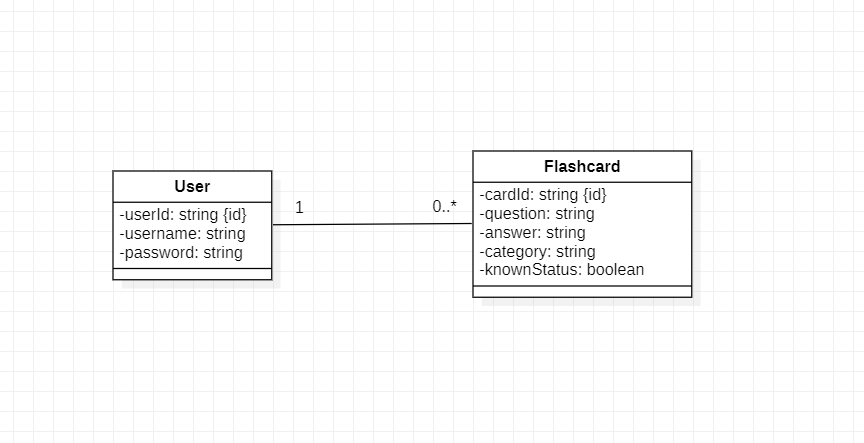 User
-userId: string {id}
-username: string
-password: string
1
0..*
Flashcard
-cardId: string {id}
-question: string
-answer: string
-category: string
-knownStatus: boolean